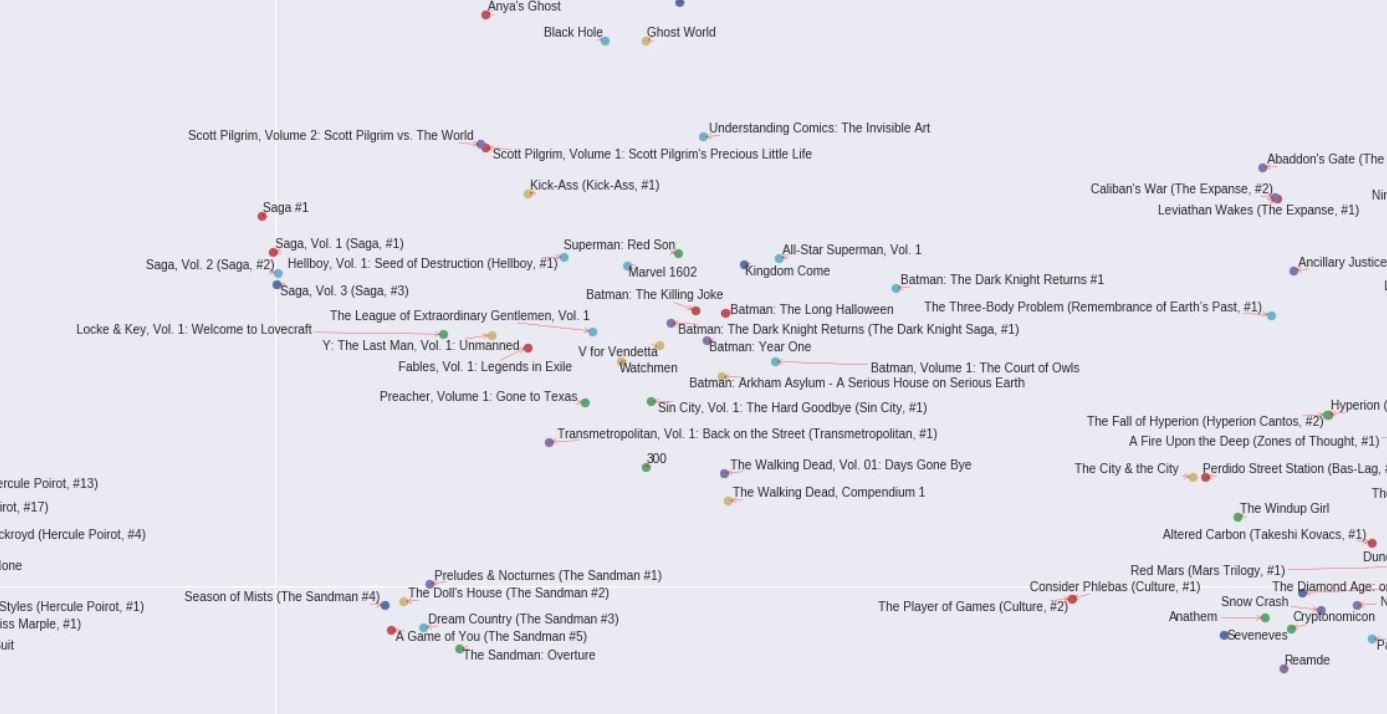 Anya's Ghost
Black Hole
Ghost World
Understanding Comics: The Invisible Art
Scott Pilgrim, Volume 2: Scott Pilgrim vs. The World
Scott Pilgrim, Volume 1: Scott Pilgrim's Precious Little Life
Abaddon's Gate (The
Kick-Ass (Kick-Ass, #1)
Caliban's War (The Expanse, #2)
Leviathan Wakes (The Expanse, #1)
Saga #1
Saga, Vol. 1 (Saga, #1)
Superman: Red Son
All-Star Superman, Vol. 1
Saga, Vol. 2 (Saga, #2)
Hellboy, Vol. 1: Seed of Destruction (Hellboy, #1)
Ancillary Justice
Marvel 1602
Kingdom Come
Batman: The Dark Knight Returns #1
Saga, Vol. 3 (Saga, #3)
Batman: The Killing Joke
The Three-Body Problem (Remembrance of Earth's Past, #1)
Batman: The Long Halloween
The League of Extraordinary Gentlemen, Vol. 1
Locke & Key, Vol. 1: Welcome to Lovecraft
Batman: The Dark Knight Returns (The Dark Knight Saga, #1)
Y: The Last Man, Vol. 1: Unmanned
Batman: Year One
V for Vendetta
Fables, Vol. 1: Legends in Exile
Watchmen
Batman, Volume 1: The Court of Owls
Batman: Arkham Asylum - A Serious House on Serious Earth
Preacher, Volume 1: Gone to Texas
Sin City, Vol. 1: The Hard Goodbye (Sin City, #1)
Hyperion (
The Fall of Hyperion (Hyperion Cantos, #2)
Transmetropolitan, Vol. 1: Back on the Street (Transmetropolitan, #1)
A Fire Upon the Deep (Zones of Thought, #1)
300
The Walking Dead, Vol. 01: Days Gone Bye
The City & the City
Perdido Street Station (Bas-Lag, #
ercule Poirot, #13)
The Walking Dead, Compendium 1
irot, #17)
The Windup Girl
ckroyd (Hercule Poirot, #4)
Altered Carbon (Takeshi Kovacs, #1)
Red Mars (Mars Trilogy, #1)
Preludes & Nocturnes (The Sandman #1)
Consider Phlebas (Culture, #1)
The Diamond Age: or
The Doll's House (The Sandman #2)
Season of Mists (The Sandman #4)
Snow Crash
Styles (Hercule Poirot, #1)
The Player of Games (Culture, #2)
Anathem
Cryptonomicon
Dream Country (The Sandman #3)
iss Marple, #1)
A Game of You (The Sandman #5)
Seveneves
The Sandman: Overture
Reamde